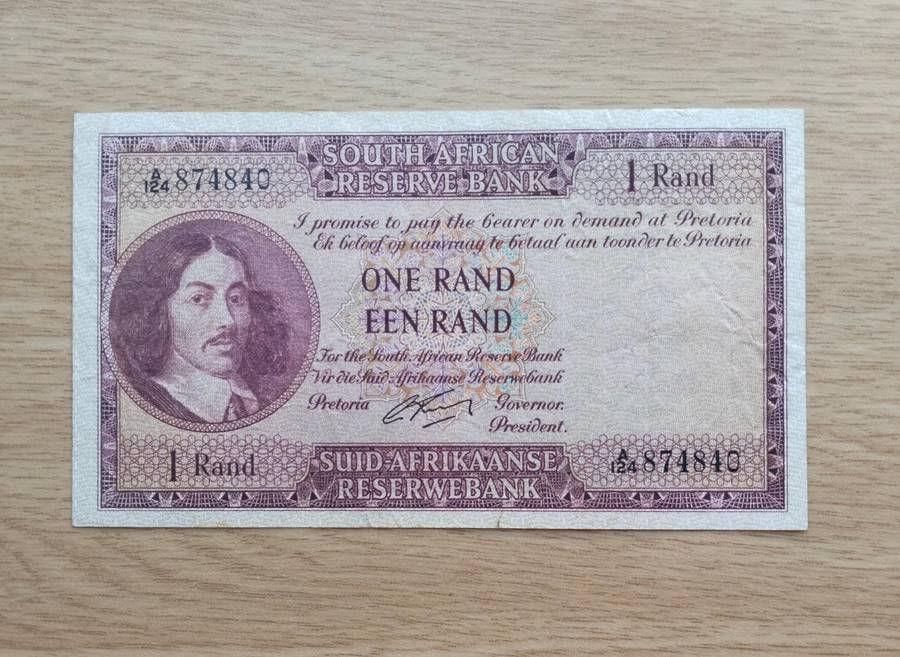 SOUTH AFRICAN
RESERVE BANK
A/124 874840
1 Rand
I promise to pay the bearer on demand at Pretoria
Ek beloof op aanvraag te betaal aan toonder te Pretoria
ONE RAND
EEN RAND
For the South African Reserve Bank
Vir die Suid-Afrikaanse Reserwebank
Pretoria Governor.
President.
1 Rand
SUID-AFRIKAANSE
RESERWEBANK
A/124 874840